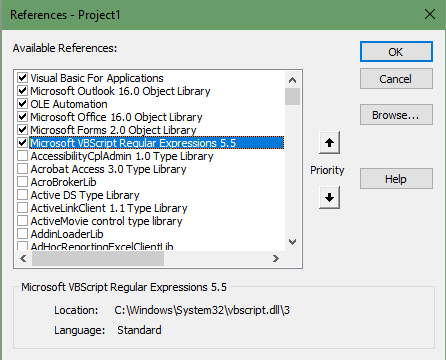 References - Project1
Available References:
Visual Basic For Applications
Microsoft Outlook 16.0 Object Library
OLE Automation
Microsoft Office 16.0 Object Library
Microsoft Forms 2.0 Object Library
Microsoft VBScript Regular Expressions 5.5
AccessibilityCplAdmin 1.0 Type Library
Acrobat Access 3.0 Type Library
AcroBrokerLib
Active DS Type Library
ActiveLinkClient 1.1 Type Library
ActiveMovie control type library
AddinLoaderLib
AdHocReportingExcelClientLib
OK
Cancel
Browse...
Priority
Help
Microsoft VBScript Regular Expressions 5.5
Location: C:\Windows\System32\vbscript.dll\3
Language: Standard